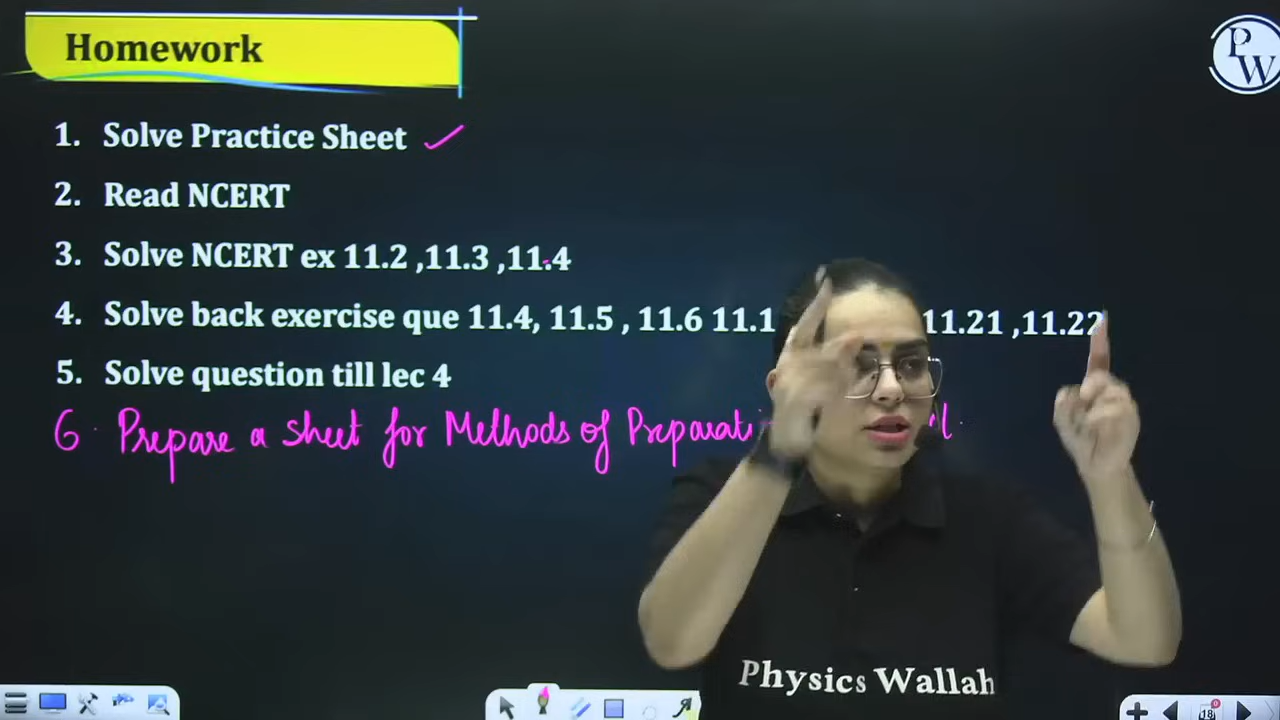 Homework
PW
1. Solve Practice Sheet
2. Read NCERT
3. Solve NCERT ex 11.2 ,11.3 ,11.4
4. Solve back exercise que 11.4, 11.5 , 11.6 11.1 11.21 ,11.22
5. Solve question till lec 4
6. Prepare a sheet for Methods of
Physics Wallah
18